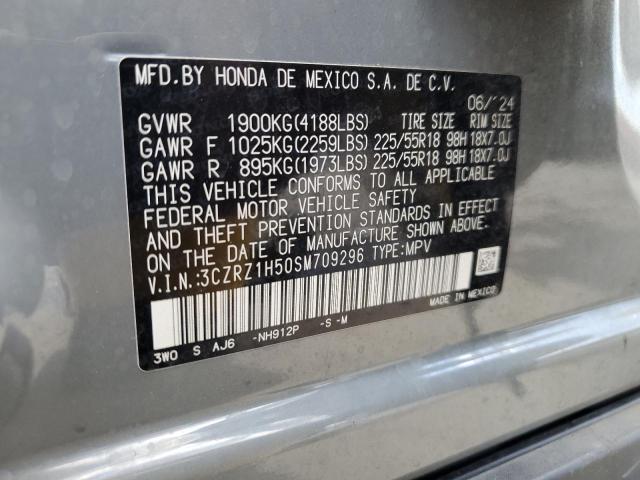 MFD.BY HONDA DE MEXICO S.A. DE C.V.
06/ '24
GVWR 1900KG(4188LBS) TIRE SIZE RIM SIZE
GAWR F 1025KG(2259LBS) 225/55R18 98H 18X7.0J
GAWR R 895KG(1973LBS) 225/55R18 98H 18X7.0J
THIS VEHICLE CONFORMS TO ALL APPLICABLE
FEDERAL MOTOR VEHICLE SAFETY
AND THEFT PREVENTION STANDARDS IN EFFECT
ON THE DATE OF MANUFACTURE SHOWN ABOVE.
V.I.N.:3CZRZ1H50SM709296 TYPE:MPV
MADE IN MEXICO
3W0 S AJ6 -NH912P -S-M